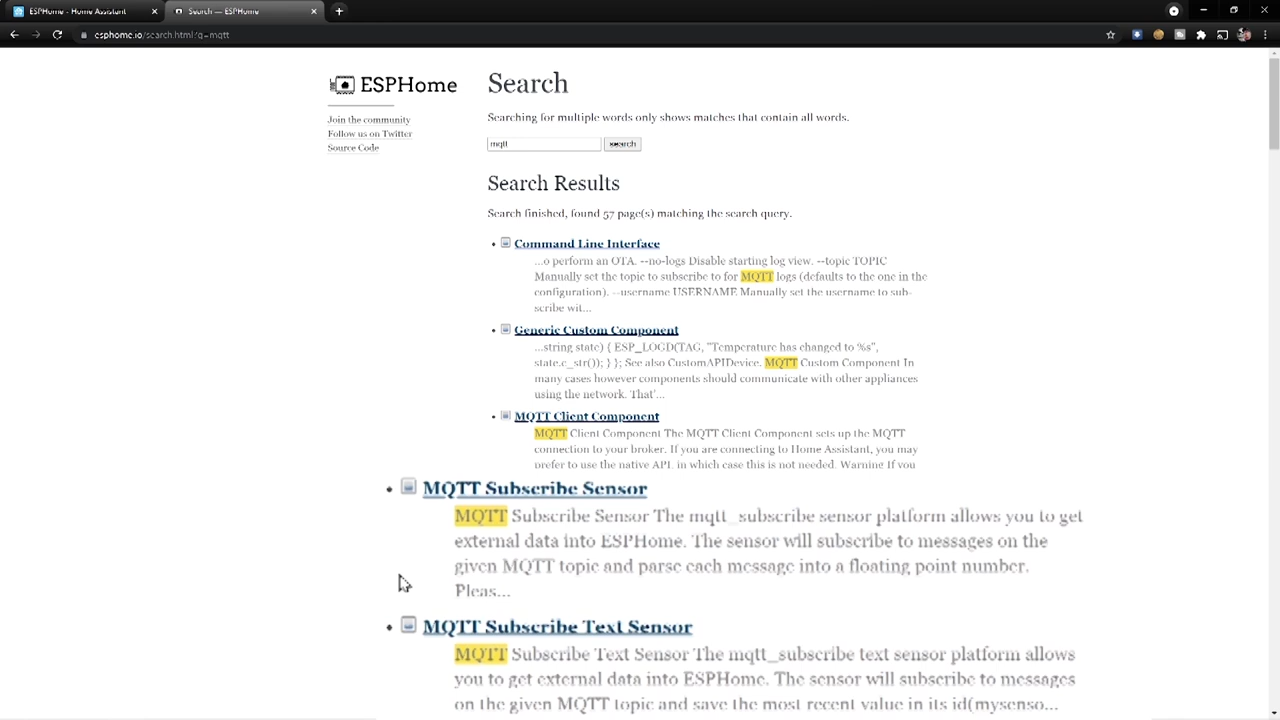 ESPHome - Home Assistant
Search — ESPHome
esphome.io/search.html?q=mqtt
ESPHome
Join the community
Follow us on Twitter
Source Code
Search
Searching for multiple words only shows matches that contain all words.
mqtt
search
Search Results
Search finished, found 57 page(s) matching the search query.
Command Line Interface
...o perform an OTA. --no-logs Disable starting log view. --topic TOPIC
Manually set the topic to subscribe to for MQTT logs (defaults to the one in the
configuration). --username USERNAME Manually set the username to sub-
scribe wit...
Generic Custom Component
...string state) { ESP_LOGD(TAG, "Temperature has changed to %s",
state.c_str()); } }; See also CustomAPIDevice. MQTT Custom Component In
many cases however components should communicate with other appliances
using the network. That'...
MQTT Client Component
MQTT Client Component The MQTT Client Component sets up the MQTT
connection to your broker. If you are connecting to Home Assistant, you may
prefer to use the native API, in which case this is not needed. Warning If you
MQTT Subscribe Sensor
MQTT Subscribe Sensor The mqtt_subscribe sensor platform allows you to get
external data into ESPHome. The sensor will subscribe to messages on the
given MQTT topic and parse each message into a floating point number.
Pleas...
MQTT Subscribe Text Sensor
MQTT Subscribe Text Sensor The mqtt_subscribe text sensor platform allows
you to get external data into ESPHome. The sensor will subscribe to messages
on the given MQTT topic and save the most recent value in its id(mysenso...